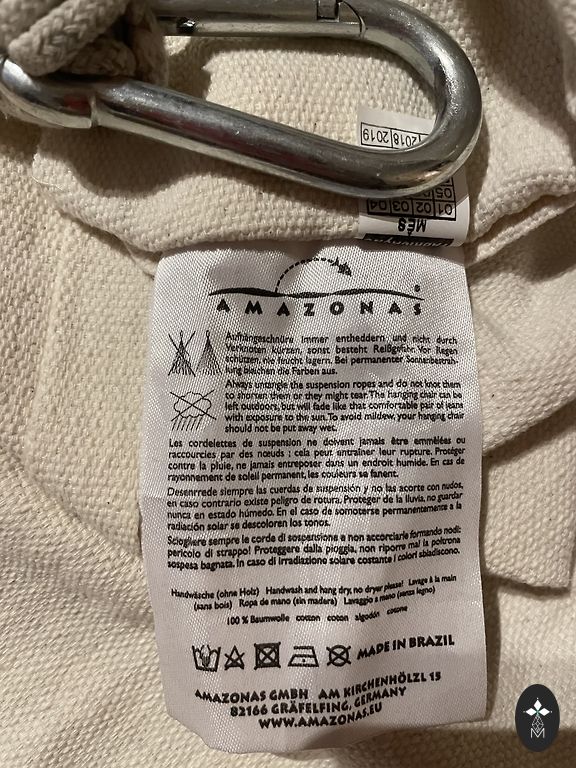 2019 2018
01 02 03 04
MÊS
AMAZONAS ®
Aufhängeschnüre immer entheddern und nicht durch
Verknoten kürzen, sonst besteht Reißgefahr. Vor Regen
schützen, nie feucht lagern. Bei permanenter Sonnenbestrah-
lung bleichen die Farben aus.
Always untangle the suspension ropes and do not knot them
to shorten them or they might tear. The hanging chair can be
left outdoors, but will fade like that comfortable pair of jeans
with exposure to the sun. To avoid mildew, your hanging chair
should not be put away wet.
Les cordelettes de suspension ne doivent jamais être emmêlées ou
raccourcies par des nœuds : cela peut entraîner leur rupture. Protéger
contre la pluie, ne jamais entreposer dans un endroit humide. En cas de
rayonnement de soleil permanent, les couleurs se fanent.
Desenrrede siempre las cuerdas de suspensión y no las acorte con nudos,
en caso contrario existe peligro de rotura. Proteger de la lluvia, no guardar
nunca en estado húmedo. En el caso de somoterse permanentemente a la
radiación solar se descoloren los tonos.
Sciogliere sempre le corde di suspensione e non accorciarle formando nodi:
pericolo di strappo! Proteggere dalla pioggia, non riporre mai la poltrona
sospesa bagnata. In caso di irradiazione solare costante i colori sbiadiscono.
Handwäsche (ohne Holz) Handwash and hang dry, no dryer please! Lavage à la main
(sans bois) Ropa de mano (sin madera) Lavaggio a mano (senza legno)
100 % Baumwolle cotton coton algodón cotone
MADE IN BRAZIL
AMAZONAS GMBH AM KIRCHENHÖLZL 15
82166 GRÄFELFING, GERMANY
WWW.AMAZONAS.EU
M